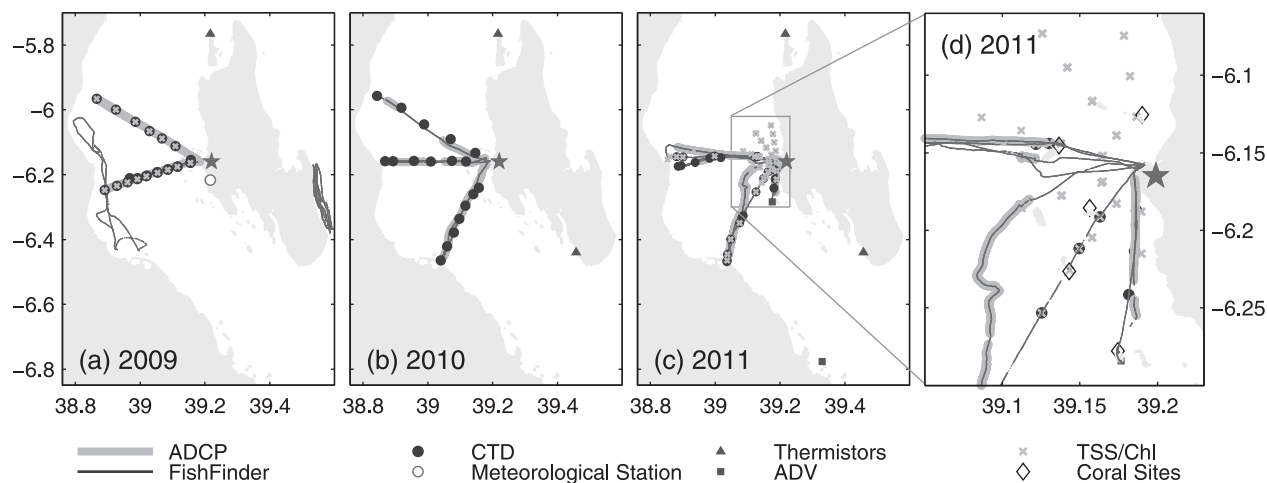 −5.8
−6
−6.2
−6.4
−6.6
−6.8
(a) 2009
38.8 39 39.2 39.4
(b) 2010
38.8 39 39.2 39.4
(c) 2011
38.8 39 39.2 39.4
(d) 2011
−6.1
−6.15
−6.2
−6.25
39.1 39.15 39.2
ADCP
FishFinder
CTD
Meteorological Station
Thermistors
ADV
TSS/Chl
Coral Sites